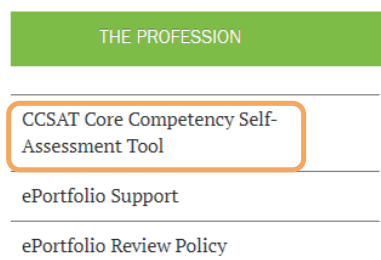 THE PROFESSION
CCSAT Core Competency Self-
Assessment Tool
ePortfolio Support
ePortfolio Review Policy